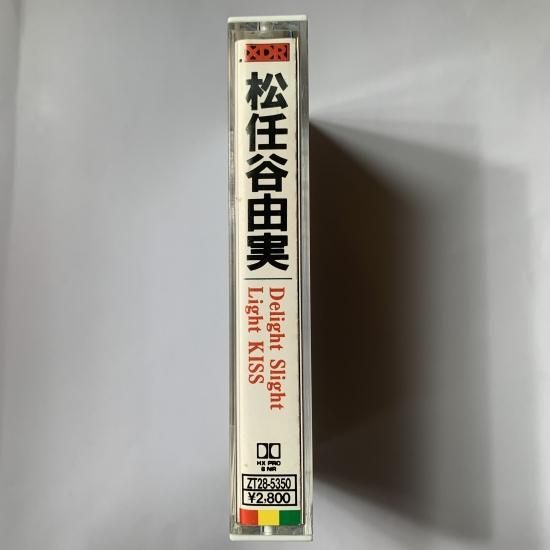 XDR
松任谷由実
Delight Slight
Light KISS
HX PRO
B NR
ZT28-5350
¥2,800